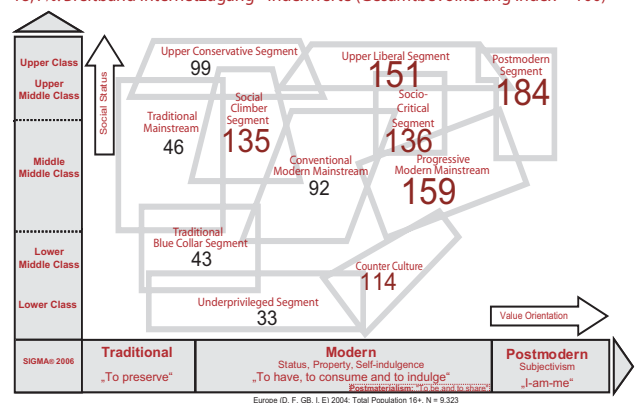 Upper Class
Upper
Middle Class
Middle
Middle Class
Lower
Middle Class
Lower Class
Social Status
Upper Conservative Segment
99
Upper Liberal Segment
151
Postmodern
Segment
184
Traditional
Mainstream
46
Social
Climber
Segment
135
Socio-
Critical
Segment
136
Conventional
Modern Mainstream
92
Progressive
Modern Mainstream
159
Traditional
Blue Collar Segment
43
Counter Culture
114
Underprivileged Segment
33
Value Orientation
SIGMA® 2006
Traditional
„To preserve“
Modern
Status, Property, Self-indulgence
„To have, to consume and to indulge“
Postmaterialism: „To be and to share“
Postmodern
Subjectivism
„I-am-me“
Europe (D, F, GB, I, E) 2004; Total Population 16+, N = 9.323